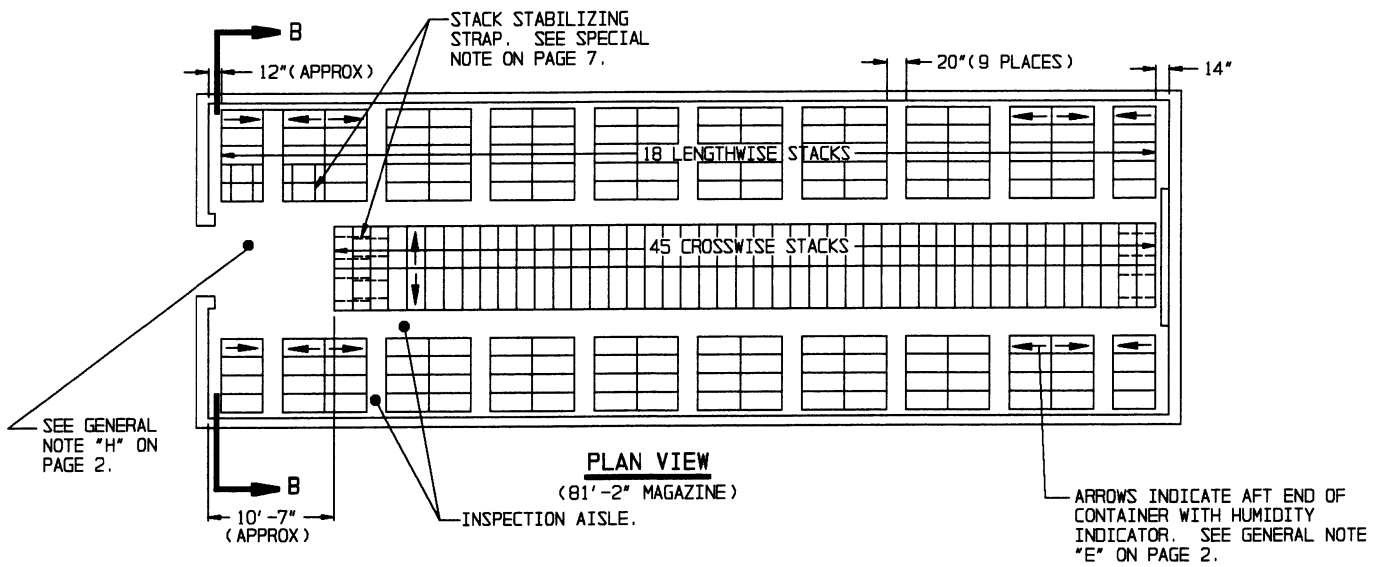 B
STACK STABILIZING
STRAP. SEE SPECIAL
NOTE ON PAGE 7.
12"(APPROX)
20"(9 PLACES)
14"
18 LENGTHWISE STACKS
45 CROSSWISE STACKS
SEE GENERAL
NOTE "H" ON
PAGE 2.
B
10'-7"
(APPROX)
PLAN VIEW
(81'-2" MAGAZINE)
INSPECTION AISLE.
ARROWS INDICATE AFT END OF
CONTAINER WITH HUMIDITY
INDICATOR. SEE GENERAL NOTE
"E" ON PAGE 2.